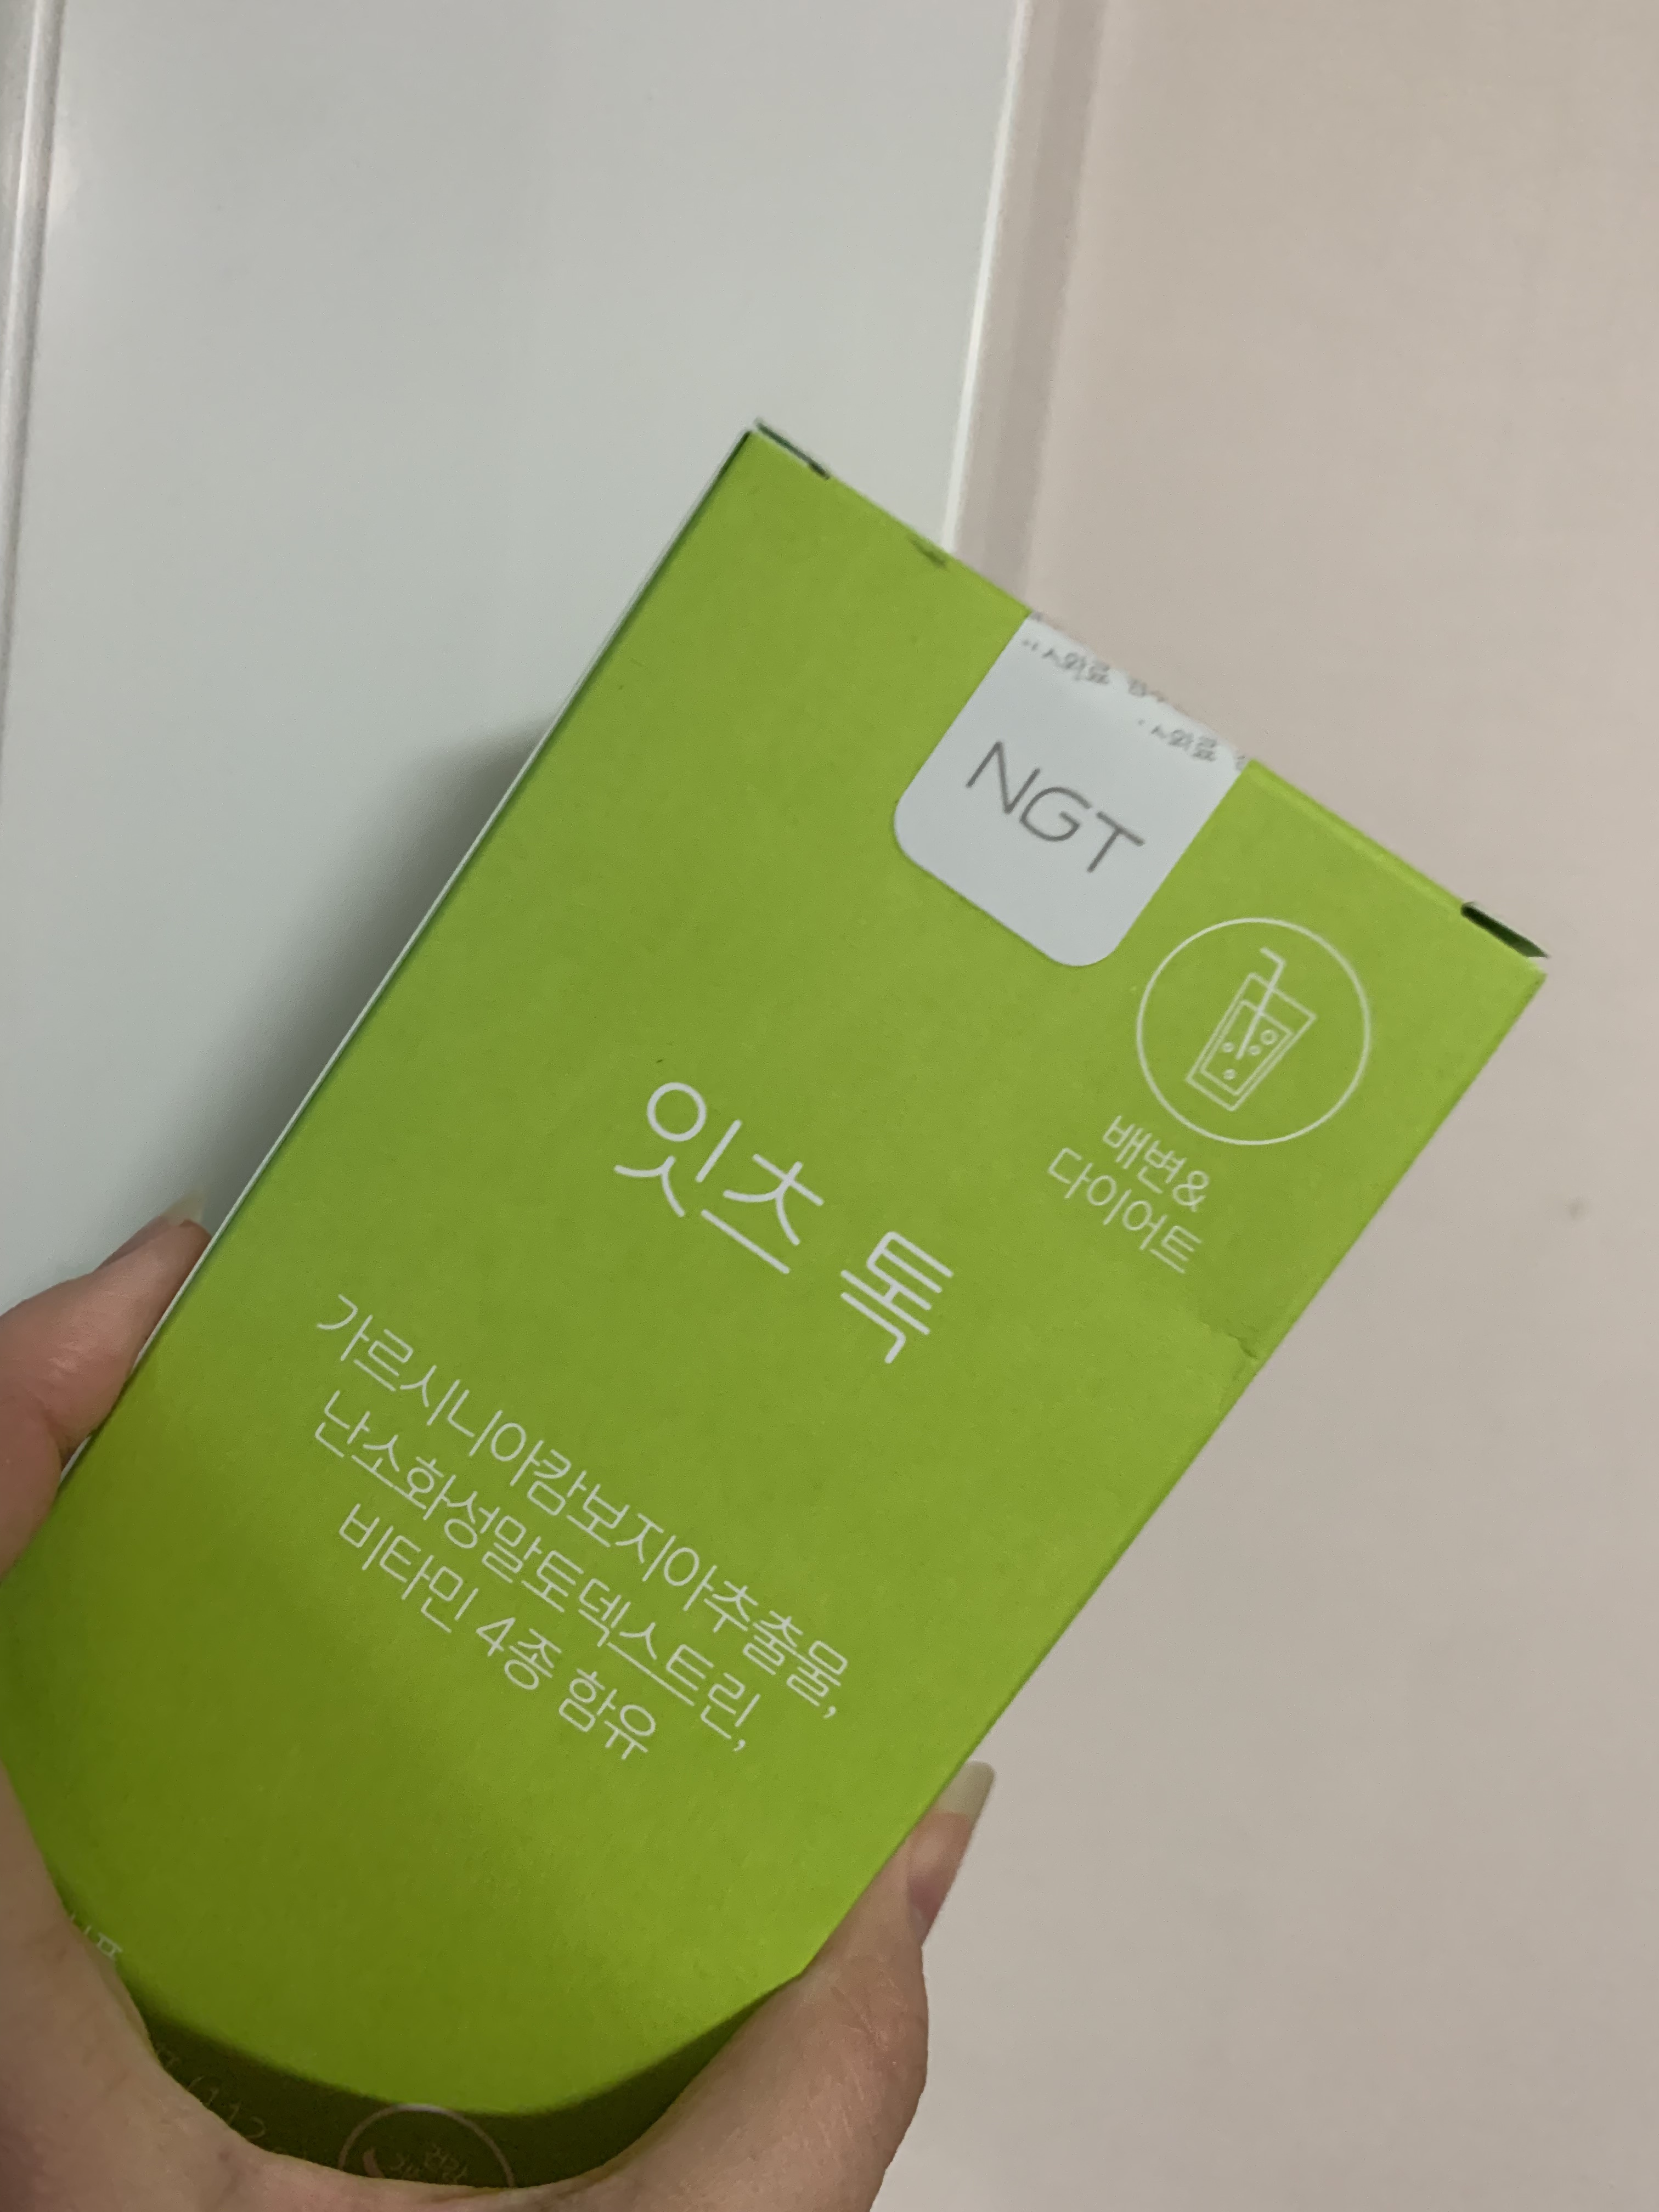 NGT
배변&
다이어트
잇츠 톡
가르시니아캄보지아추출물,
난소화성말토덱스트린,
비타민 4종 함유